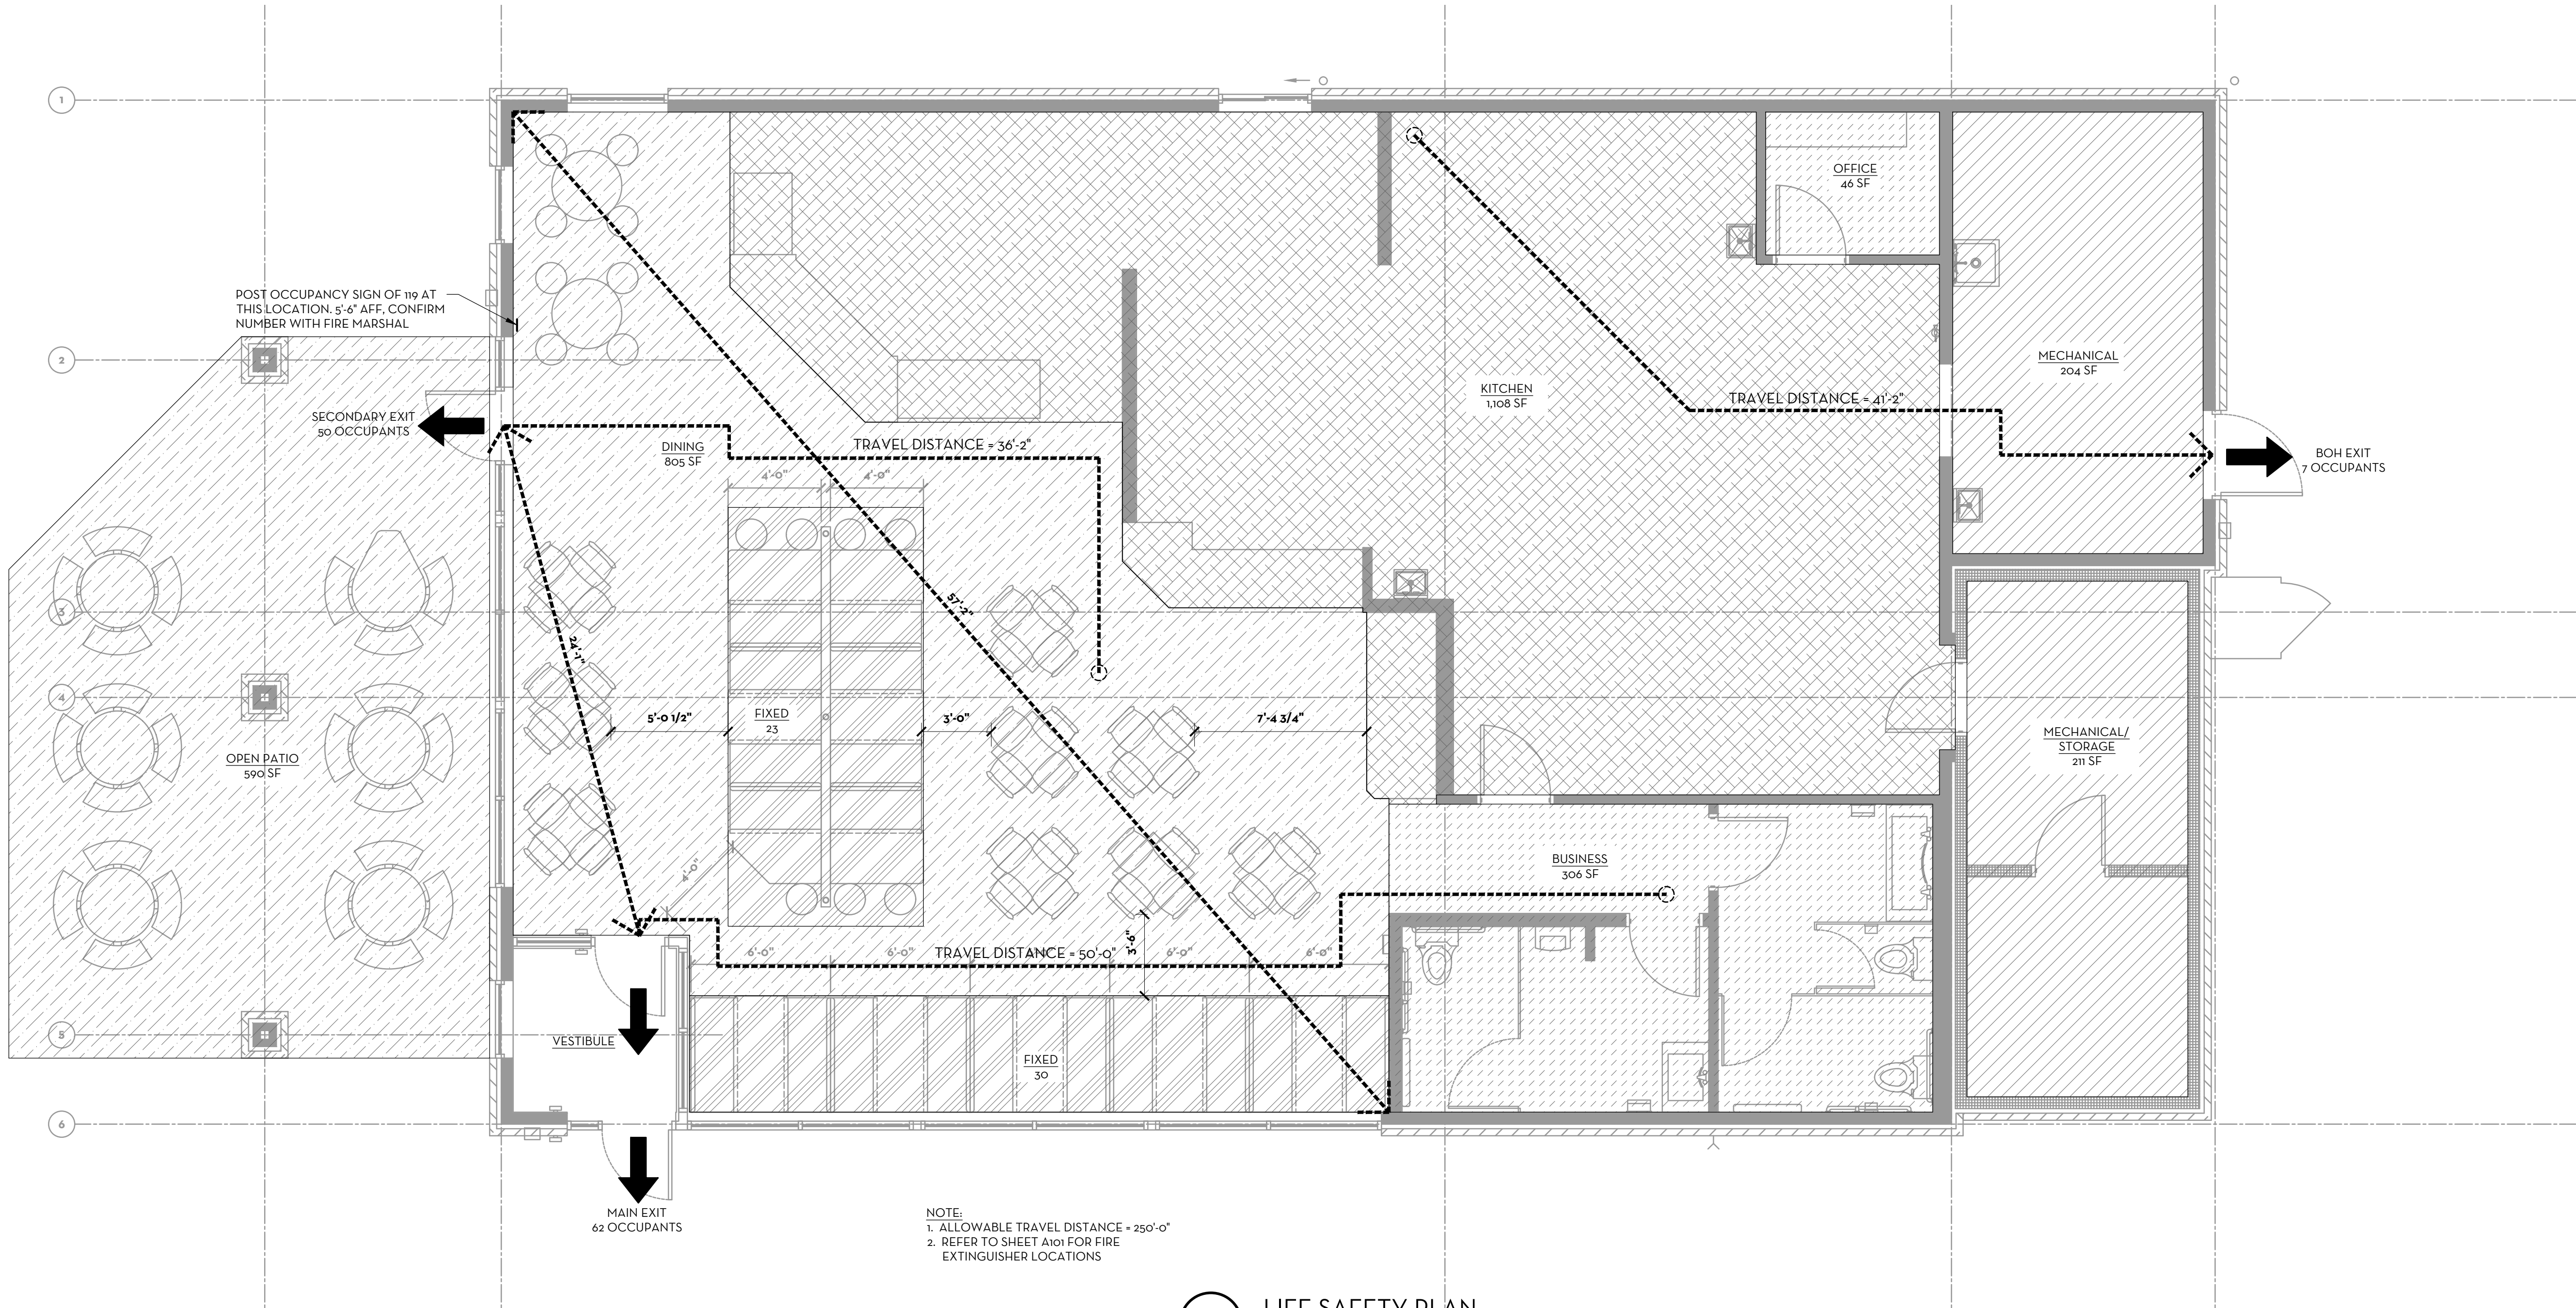 1
OFFICE
46 SF
POST OCCUPANCY SIGN OF 119 AT
THIS LOCATION. 5'-6" AFF, CONFIRM
NUMBER WITH FIRE MARSHAL
2
MECHANICAL
204 SF
KITCHEN
1,108 SF
TRAVEL DISTANCE = 41'-2"
SECONDARY EXIT
50 OCCUPANTS
DINING
805 SF
TRAVEL DISTANCE = 36'-2"
BOH EXIT
7 OCCUPANTS
4'-0"
4'-0"
57'-2"
3
24'-1"
4
5'-0 1/2"
FIXED
23
3'-0"
7'-4 3/4"
MECHANICAL/
STORAGE
211 SF
OPEN PATIO
590 SF
4'-0"
BUSINESS
306 SF
6'-0"
6'-0"
TRAVEL DISTANCE = 50'-0"
3'-6"
6'-0"
6'-0"
5
VESTIBULE
FIXED
30
6
MAIN EXIT
62 OCCUPANTS
NOTE:
1. ALLOWABLE TRAVEL DISTANCE = 250'-0"
2. REFER TO SHEET A101 FOR FIRE
EXTINGUISHER LOCATIONS
LIFE SAFETY PLAN